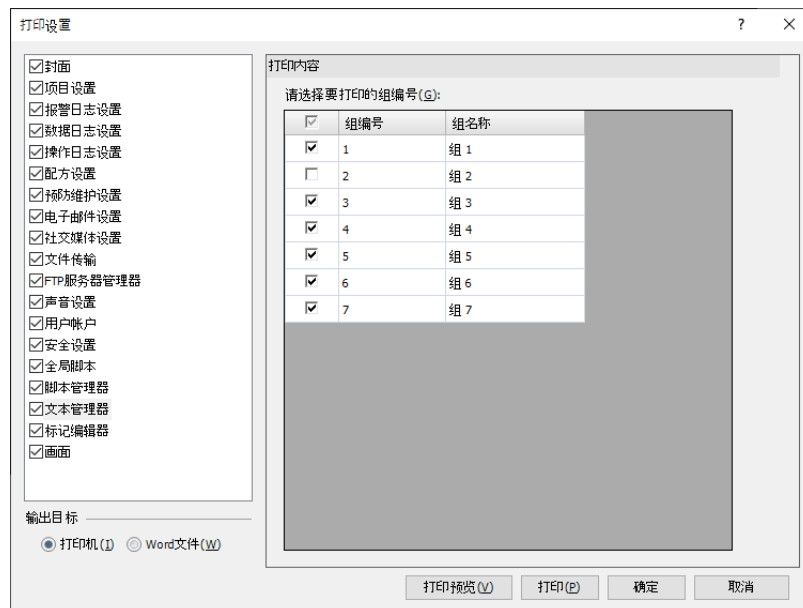 打印设置
封面
项目设置
报警日志设置
数据日志设置
操作日志设置
配方设置
预防维护设置
电子邮件设置
社交媒体设置
文件传输
FTP服务器管理器
声音设置
用户帐户
安全设置
全局脚本
脚本管理器
文本管理器
标记编辑器
画面
输出目标
打印机(I) Word文件(W)
打印内容
请选择要打印的组编号(G):
组编号 组名称
1 组 1
2 组 2
3 组 3
4 组 4
5 组 5
6 组 6
7 组 7
打印预览(V) 打印(P) 确定 取消